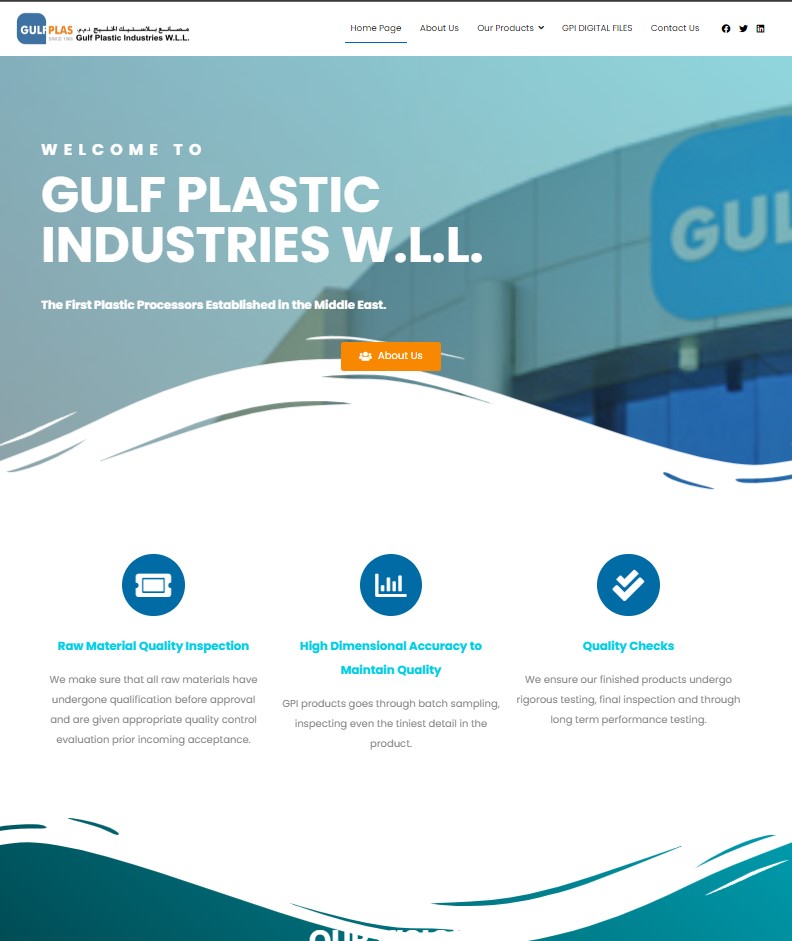 GULFPLAS
SINCE 1965
مصانع بلاستيك الخليج ذ.م.م
Gulf Plastic Industries W.L.L.
Home Page
About Us
Our Products
GPI DIGITAL FILES
Contact Us
WELCOME TO
GULF PLASTIC
INDUSTRIES W.L.L.
The First Plastic Processors Established in the Middle East.
GUL
About Us
Raw Material Quality Inspection
We make sure that all raw materials have
undergone qualification before approval
and are given appropriate quality control
evaluation prior incoming acceptance.
High Dimensional Accuracy to
Maintain Quality
GPI products goes through batch sampling,
inspecting even the tiniest detail in the
product.
Quality Checks
We ensure our finished products undergo
rigorous testing, final inspection and through
long term performance testing.
OUR